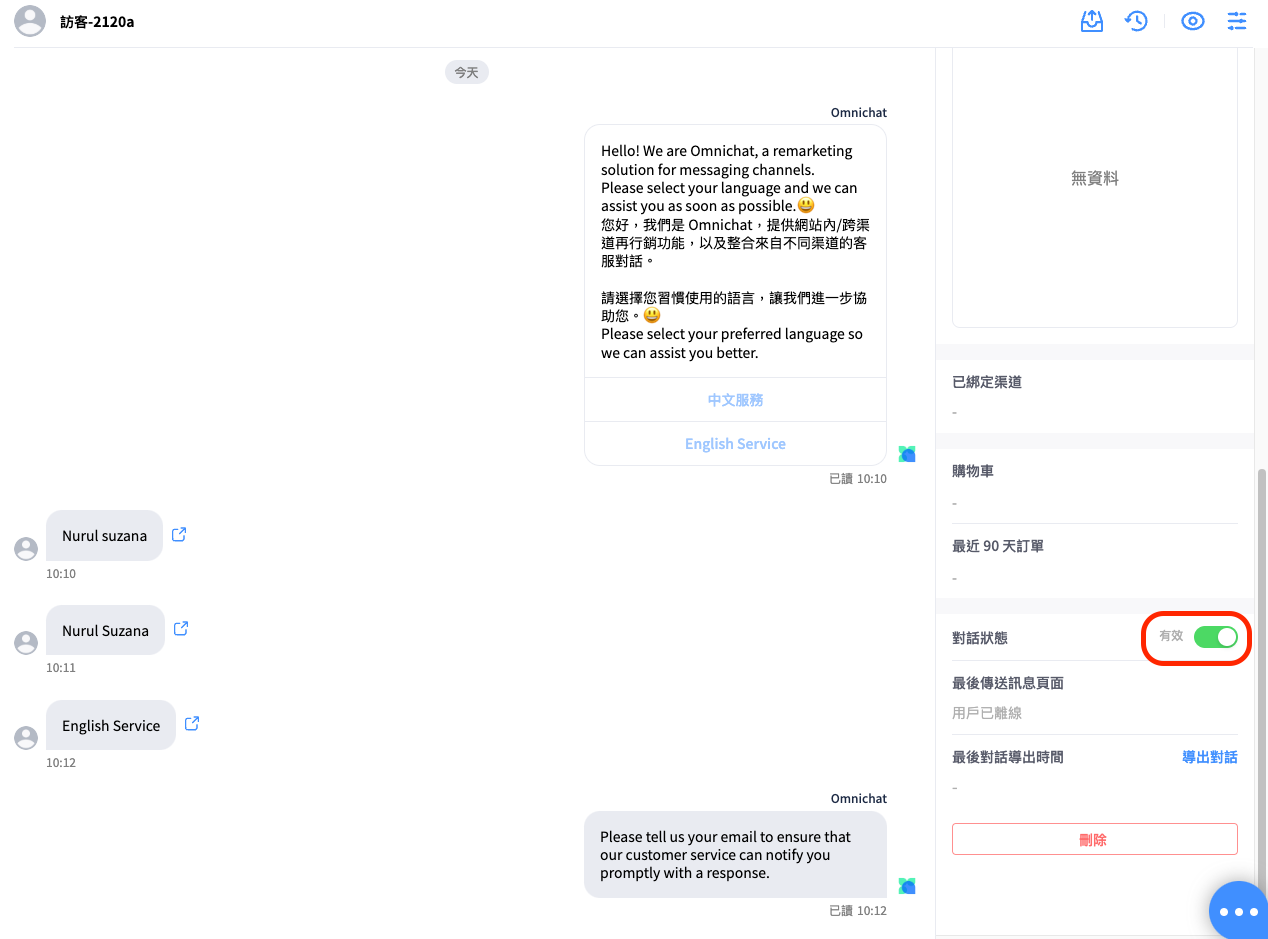 訪客-2120a
今天
Omnichat
Hello! We are Omnichat, a remarketing
solution for messaging channels.
Please select your language and we can
assist you as soon as possible.😃
您好，我們是 Omnichat，提供網站內/跨渠
道再行銷功能，以及整合來自不同渠道的客
服對話。
請選擇您習慣使用的語言，讓我們進一步協
助您。😃
Please select your preferred language so
we can assist you better.
中文服務
English Service
已讀 10:10
Nurul suzana
10:10
Nurul Suzana
10:11
English Service
10:12
Omnichat
Please tell us your email to ensure that
our customer service can notify you
promptly with a response.
已讀 10:12
無資料
已綁定渠道
-
購物車
-
最近 90 天訂單
-
對話狀態
有效
最後傳送訊息頁面
用戶已離線
最後對話導出時間
導出對話
-
刪除